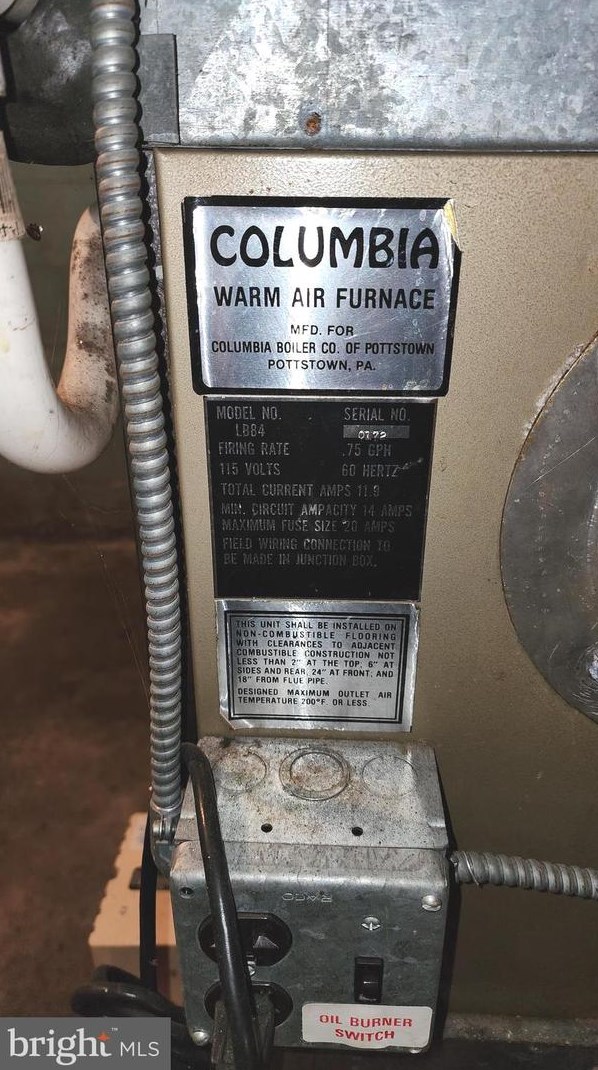 COLUMBIA
WARM AIR FURNACE
MFD. FOR
COLUMBIA BOILER CO. OF POTTSTOWN
POTTSTOWN, PA.
MODEL NO. SERIAL NO.
LB84 0172
FIRING RATE .75 GPH
115 VOLTS 60 HERTZ
TOTAL CURRENT AMPS 11.8
MIN. CIRCUIT AMPACITY 14 AMPS
MAXIMUM FUSE SIZE 20 AMPS
FIELD WIRING CONNECTION TO
BE MADE IN JUNCTION BOX.
THIS UNIT SHALL BE INSTALLED ON
NON-COMBUSTIBLE FLOORING
WITH CLEARANCES TO ADJACENT
COMBUSTIBLE CONSTRUCTION NOT
LESS THAN 2" AT THE TOP, 6" AT
SIDES AND REAR, 24" AT FRONT, AND
18" FROM FLUE PIPE.
DESIGNED MAXIMUM OUTLET AIR
TEMPERATURE 200°F. OR LESS
RACO
OIL BURNER
SWITCH
bright™ MLS